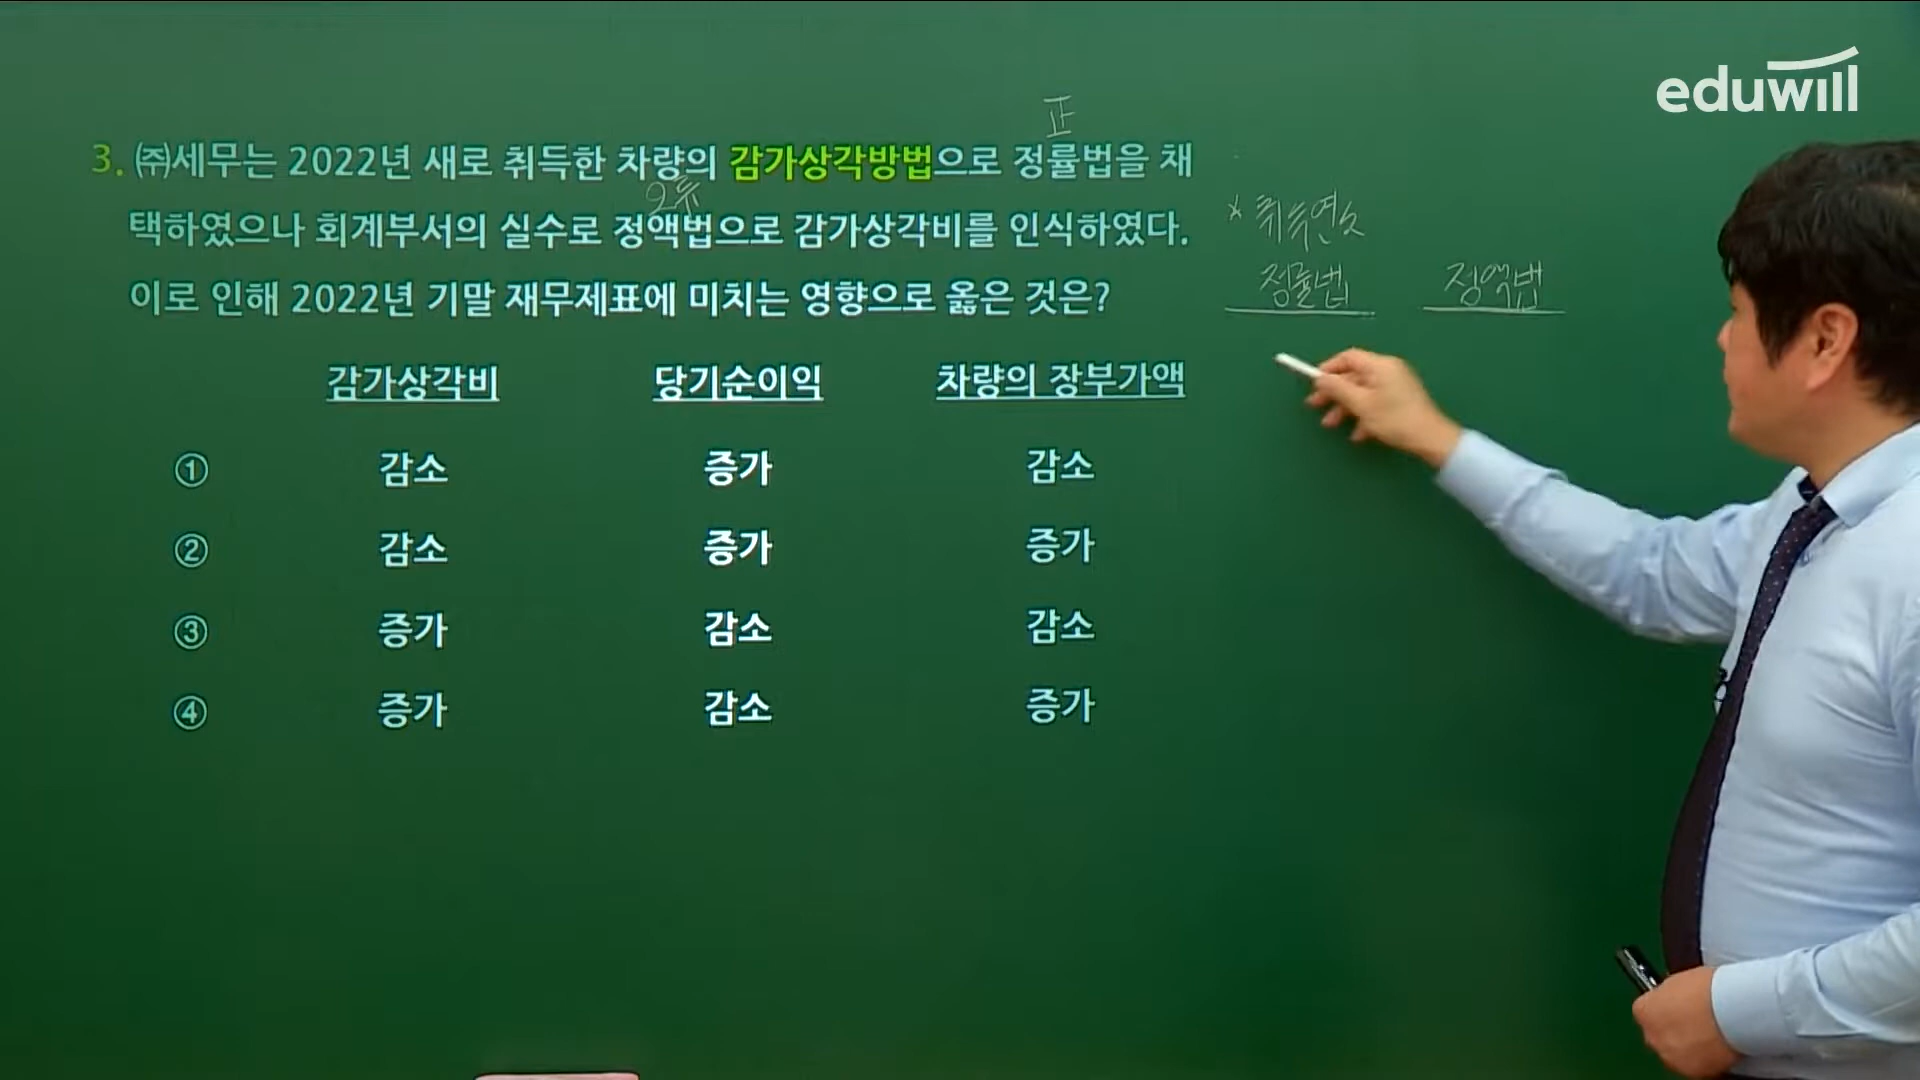 eduwill
正
3. ㈜세무는 2022년 새로 취득한 차량의 감가상각방법으로 정률법을 채
오류
택하였으나 회계부서의 실수로 정액법으로 감가상각비를 인식하였다.
* 취득연도
이로 인해 2022년 기말 재무제표에 미치는 영향으로 옳은 것은?
정률법 정액법
감가상각비 당기순이익 차량의 장부가액
① 감소 증가 감소
② 감소 증가 증가
③ 증가 감소 감소
④ 증가 감소 증가